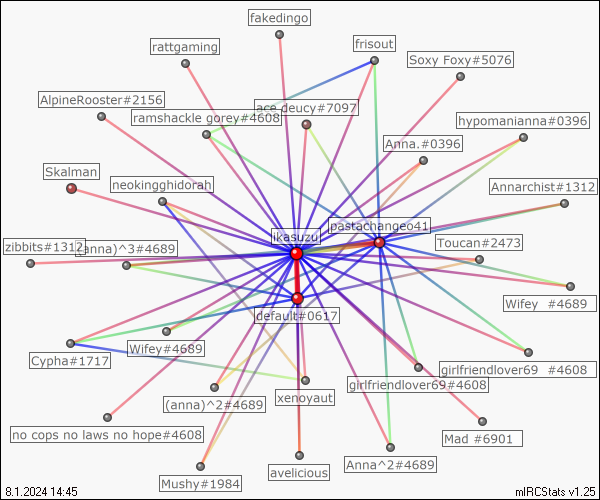 fakedingo
rattgaming
frisout
Soxy Foxy#5076
AlpineRooster#2156
ace deucy#7097
ramshackle gorey#4608
hypomanianna#0396
Anna.#0396
Skalman
neokingghidorah
Annarchist#1312
pastachangeo41
ikasuzu
zibbits#1312
(anna)^3#4689
Toucan#2473
Wifey #4689
default#0617
Wifey#4689
Cypha#1717
girlfriendlover69 #4608
girlfriendlover69#4608
xenoyaut
(anna)^2#4689
no cops no laws no hope#4608
Mad #6901
Anna^2#4689
avelicious
Mushy#1984
8.1.2024 14:45
mIRCStats v1.25